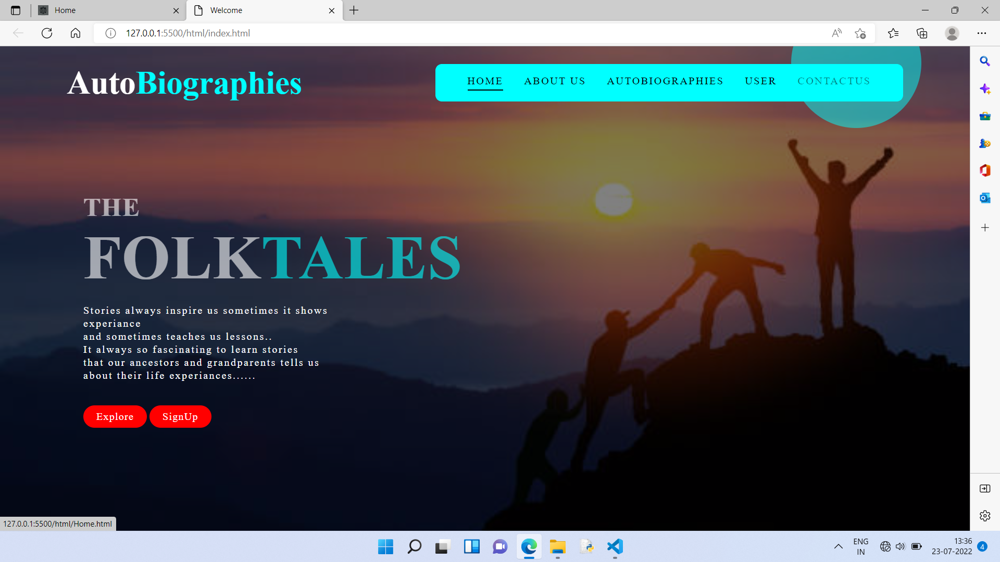 Home
Welcome
127.0.0.1:5500/html/index.html
AutoBiographies
HOME ABOUT US AUTOBIOGRAPHIES USER CONTACTUS
THE
FOLKTALES
Stories always inspire us sometimes it shows
experiance
and sometimes teaches us lessons..
It always so fascinating to learn stories
that our ancestors and grandparents tells us
about their life experiances......
Explore SignUp
127.0.0.1:5500/html/Home.html
ENG
IN
13:36
23-07-2022
4